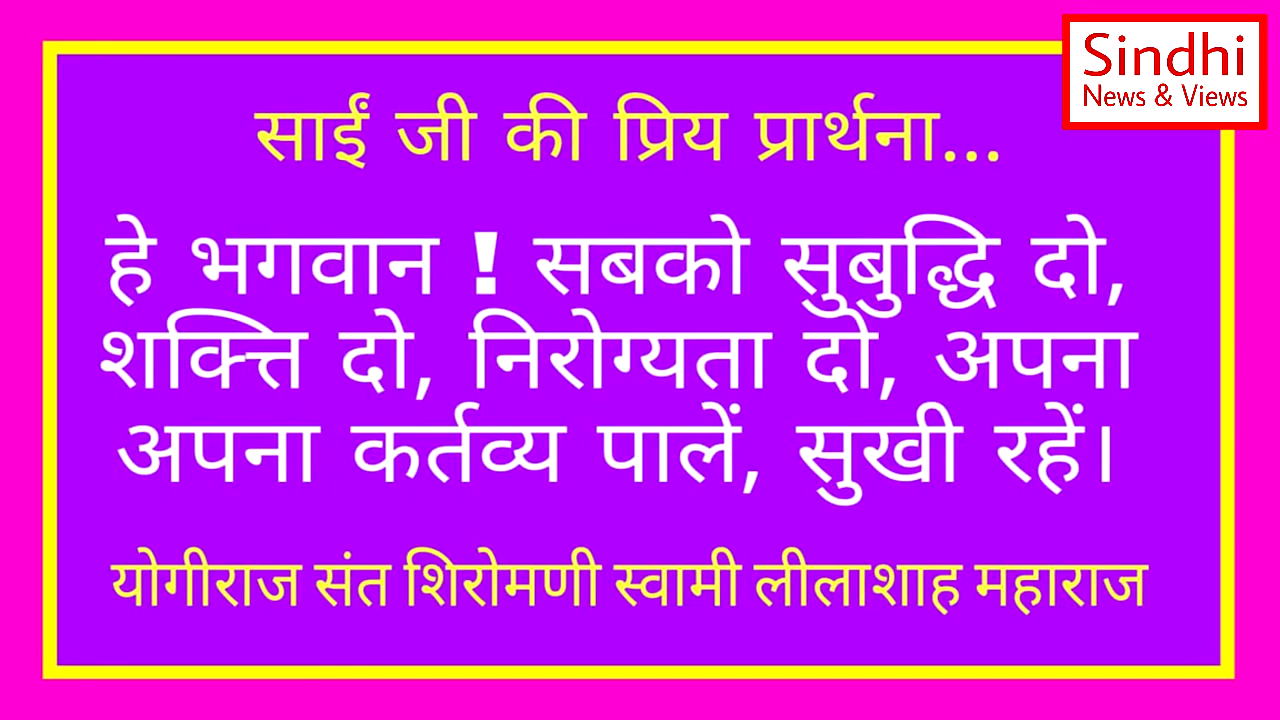 Sindhi
News & Views
साईं जी की प्रिय प्रार्थना...
हे भगवान ! सबको सुबुद्धि दो,
शक्ति दो, निरोग्यता दो, अपना
अपना कर्तव्य पालें, सुखी रहें।
योगीराज संत शिरोमणी स्वामी लीलाशाह महाराज